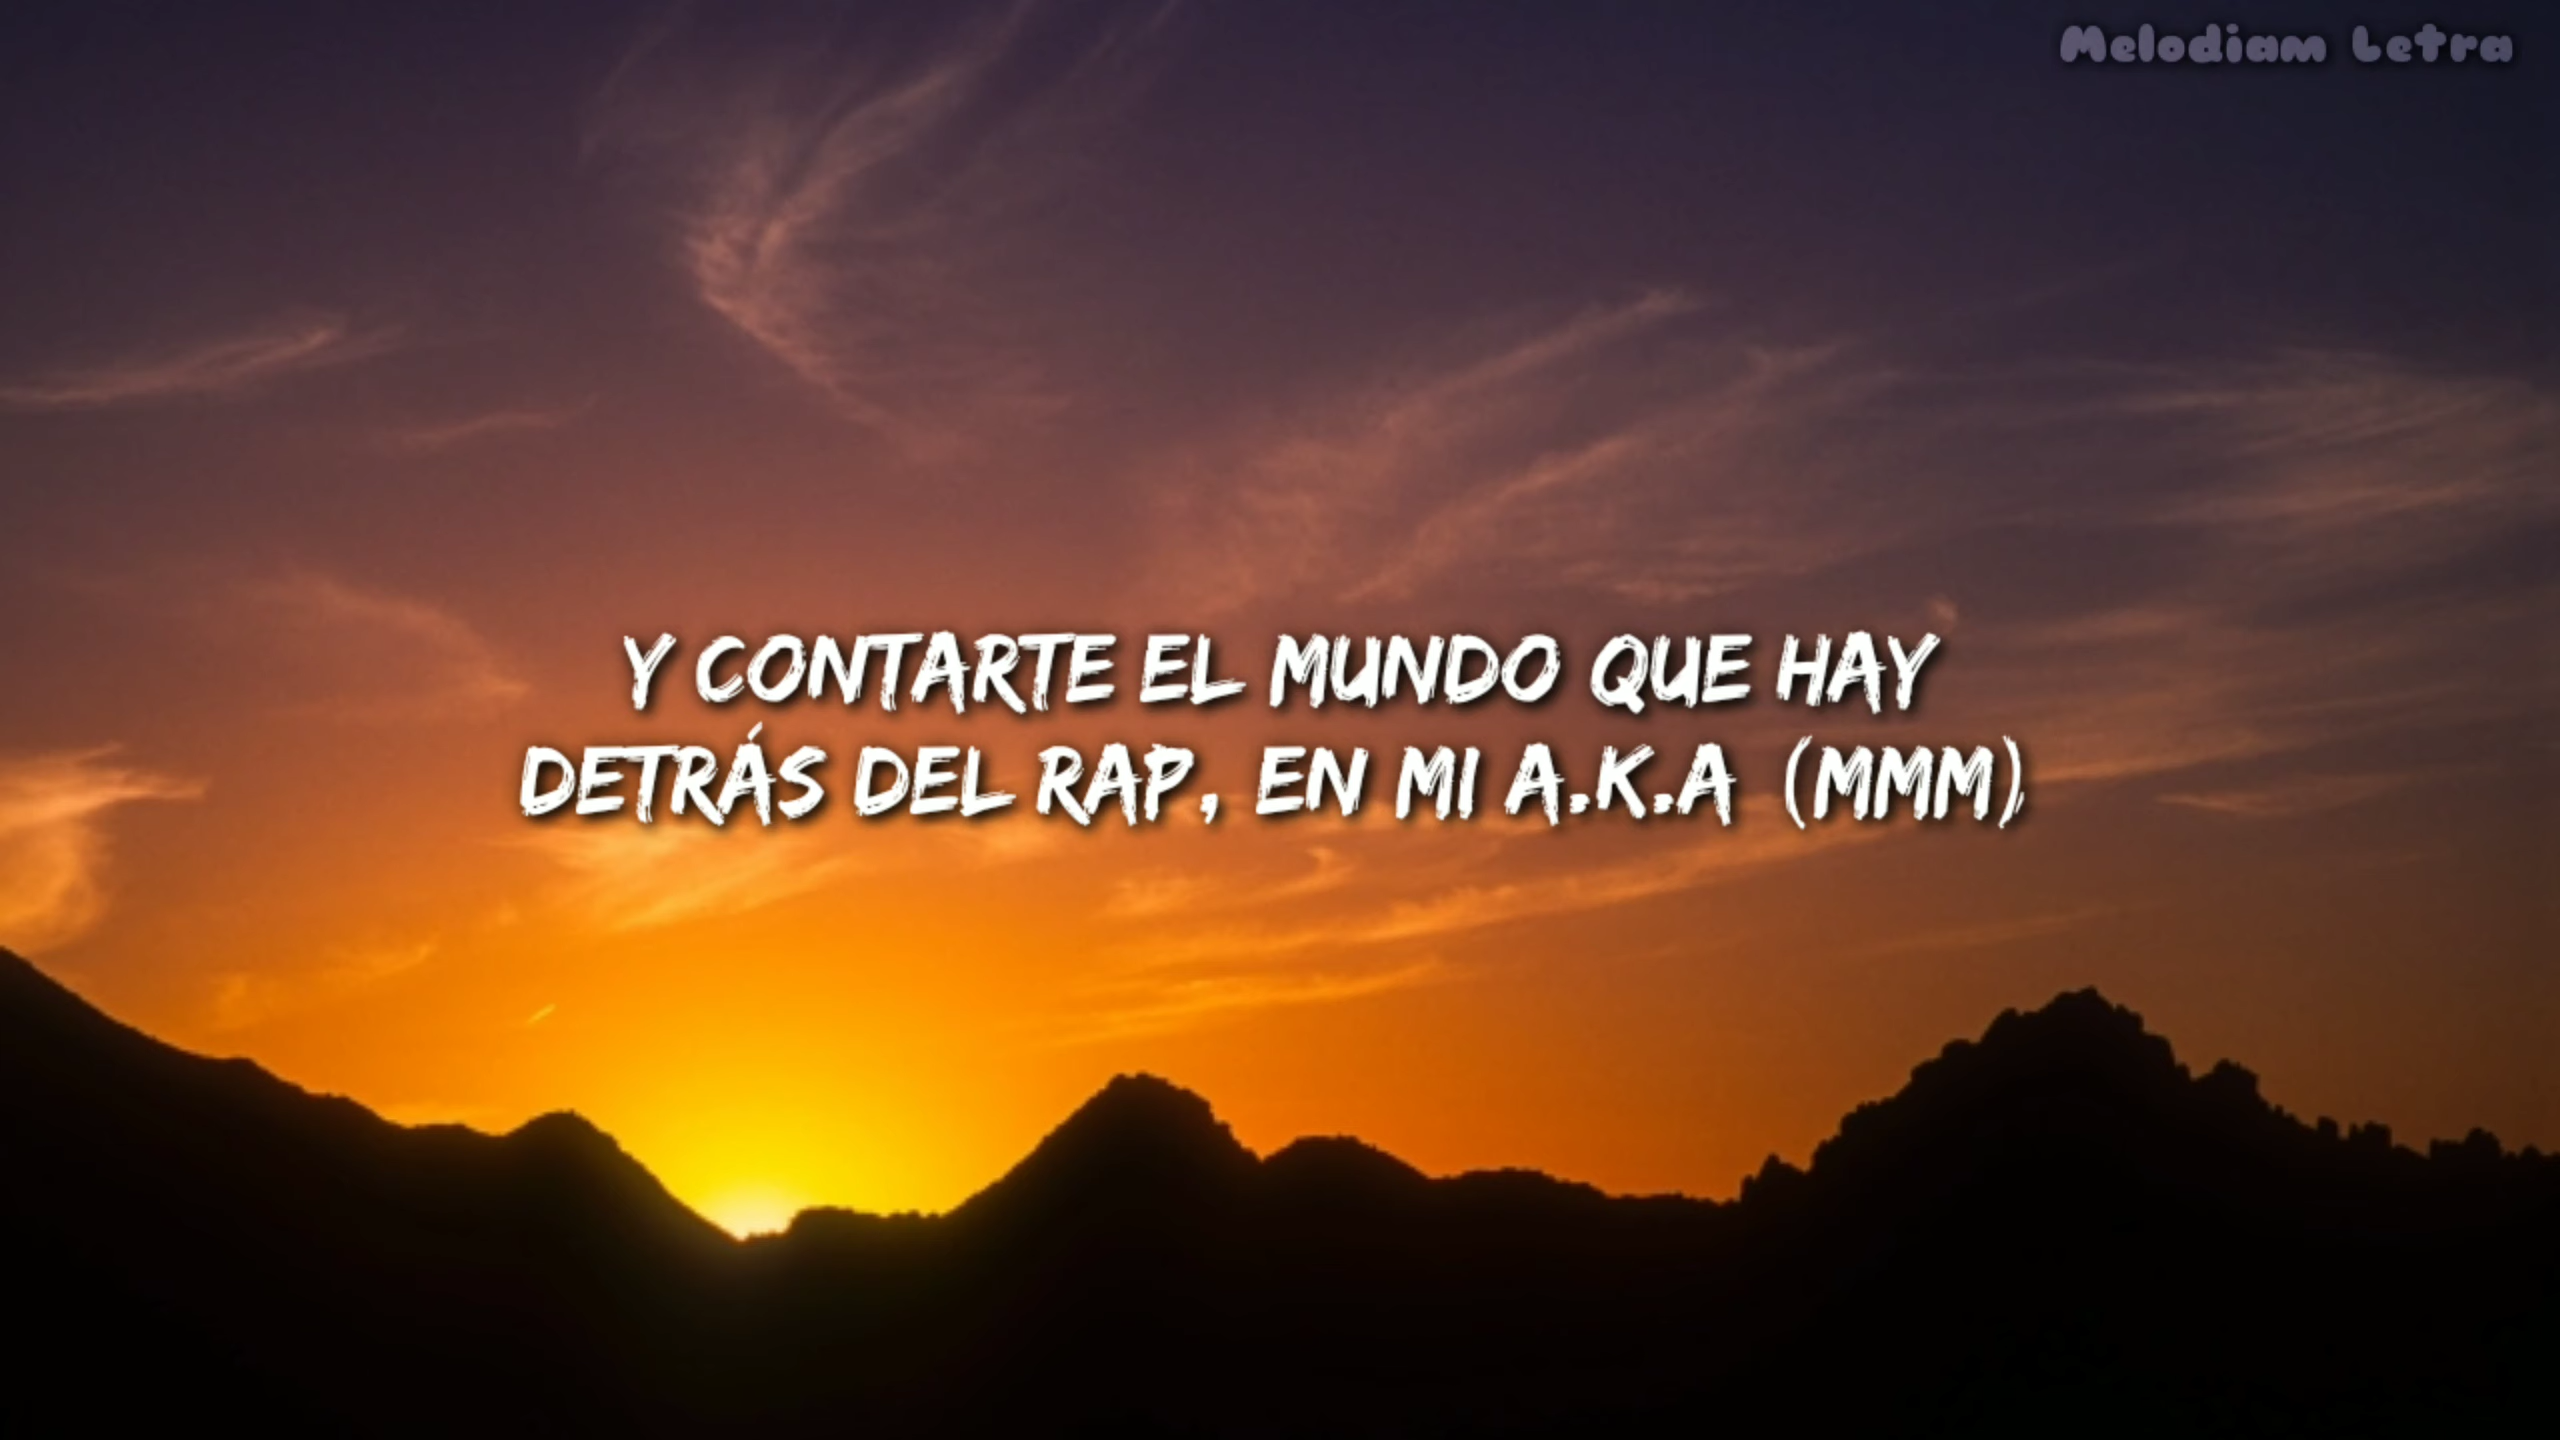 Melodiam Letra
Y CONTARTE EL MUNDO QUE HAY
DETRÁS DEL RAP, EN MI A.K.A (MMM)